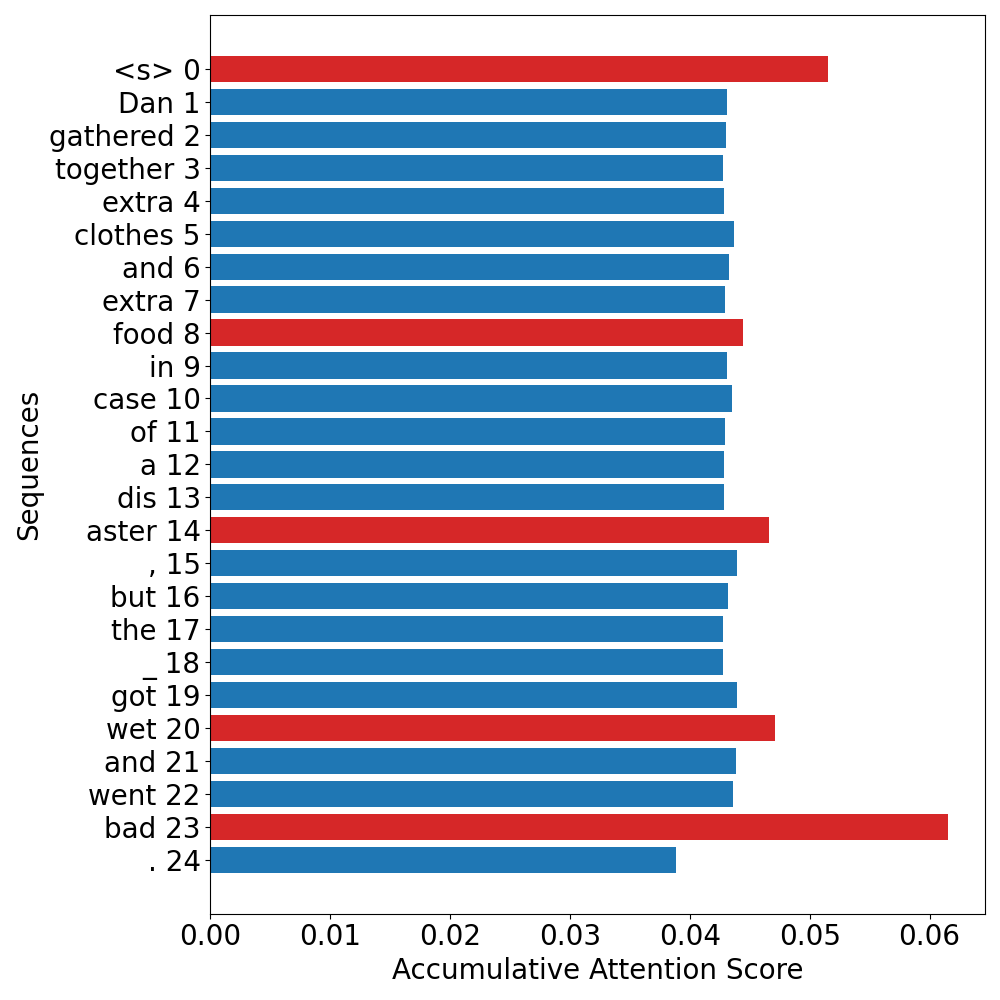 <s> 0
Dan 1
gathered 2
together 3
extra 4
clothes 5
and 6
extra 7
food 8
in 9
case 10
of 11
a 12
dis 13
aster 14
, 15
but 16
the 17
_ 18
got 19
wet 20
and 21
went 22
bad 23
. 24
Sequences
0.00 0.01 0.02 0.03 0.04 0.05 0.06
Accumulative Attention Score